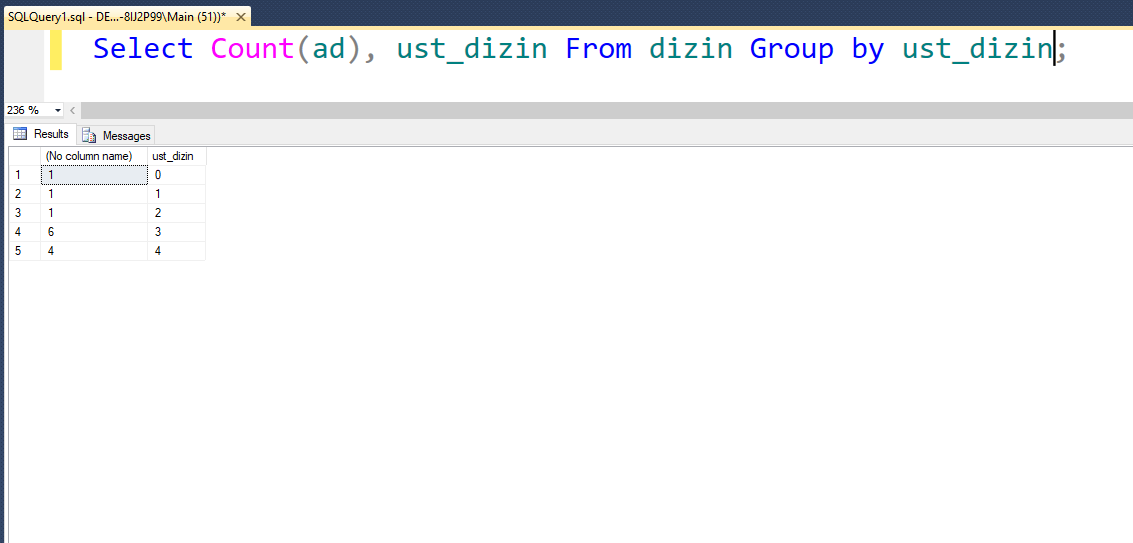 SQLQuery1.sql - DE...-8IJ2P99\Main (51))* ×
Select Count(ad), ust_dizin From dizin Group by ust_dizin;
236 %
Results Messages
(No column name) ust_dizin
1 1 0
2 1 1
3 1 2
4 6 3
5 4 4